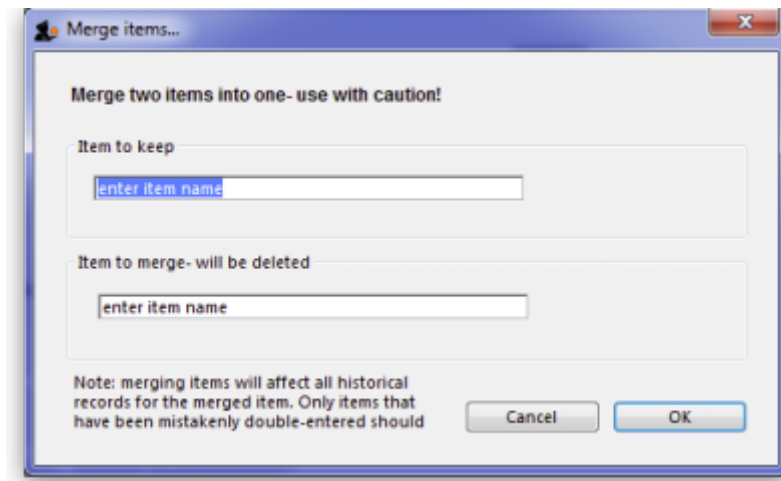 Merge items...
Merge two items into one- use with caution!
Item to keep
enter item name
Item to merge- will be deleted
enter item name
Note: merging items will affect all historical
records for the merged item. Only items that
have been mistakenly double-entered should
Cancel
OK